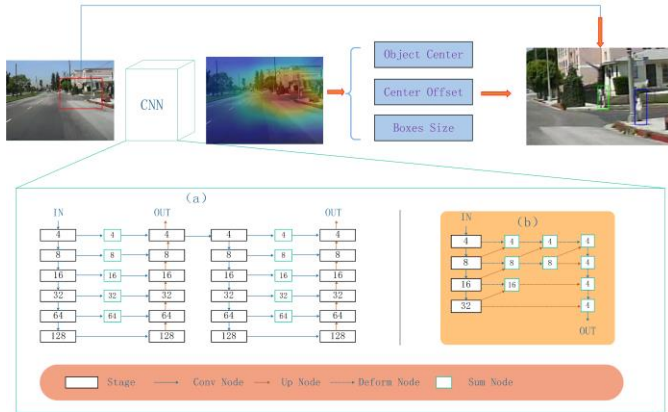 Object Center
CNN
Center Offset
Boxes Size
(a)
IN OUT OUT
4 4 4 4 4 4
8 8 8 8 8 8
16 16 16 16 16 16
32 32 32 32 32 32
64 64 64 64 64 64
128 128 128 128
(b)
IN
4 4 4 4
8 8 8 4
16 16 4
32 4
OUT
Stage Conv Node Up Node Deform Node Sum Node